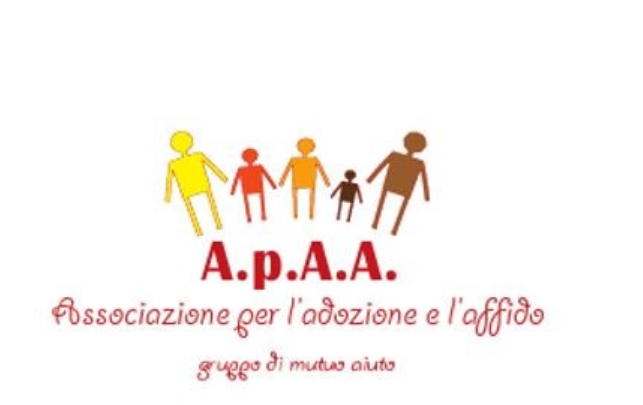 A.p.A.A.
Associazione per l'adozione e l'affido
gruppo di mutuo aiuto